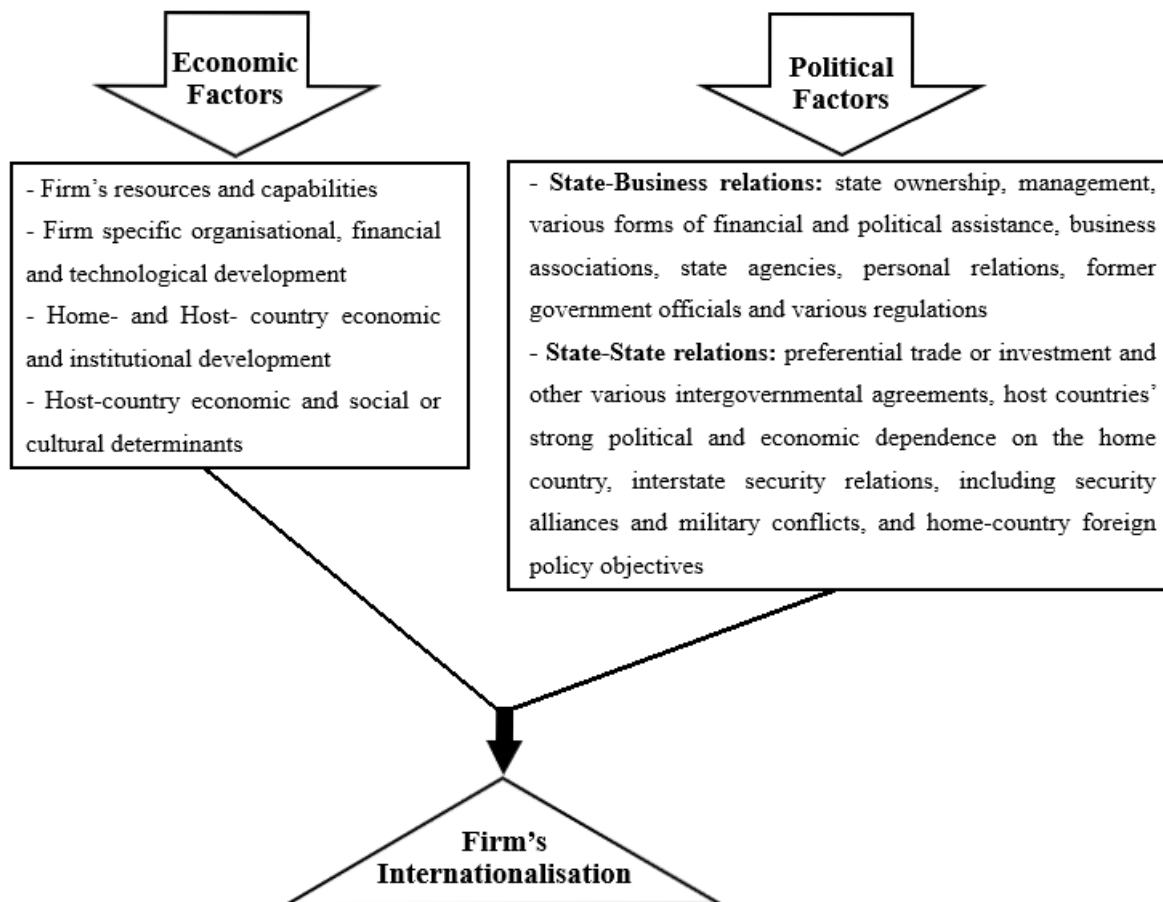 Economic
Factors
- Firm’s resources and capabilities
- Firm specific organisational, financial
and technological development
- Home- and Host- country economic
and institutional development
- Host-country economic and social or
cultural determinants
Political
Factors
- State-Business relations: state ownership, management,
various forms of financial and political assistance, business
associations, state agencies, personal relations, former
government officials and various regulations
- State-State relations: preferential trade or investment and
other various intergovernmental agreements, host countries’
strong political and economic dependence on the home
country, interstate security relations, including security
alliances and military conflicts, and home-country foreign
policy objectives
Firm’s
Internationalisation